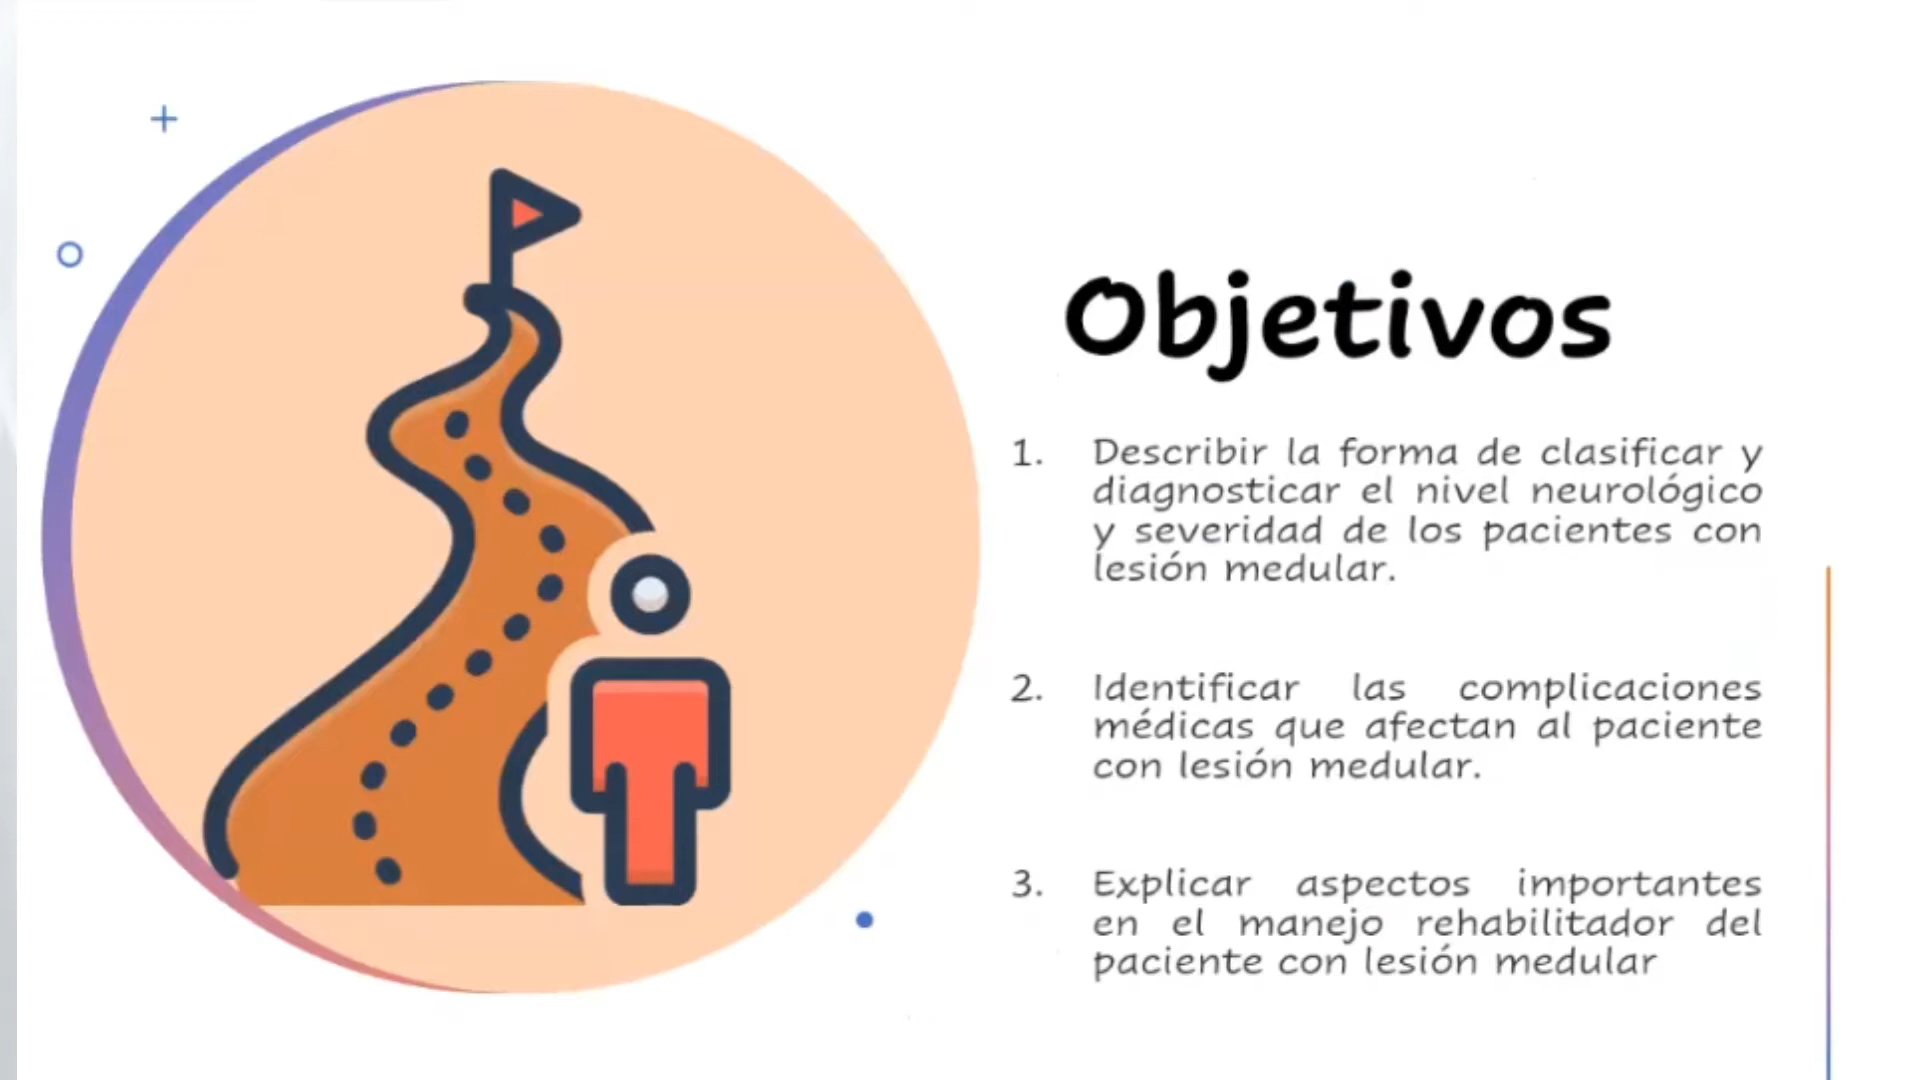 Objetivos
1. Describir la forma de clasificar y
diagnosticar el nivel neurológico
y severidad de los pacientes con
lesión medular.
2. Identificar las complicaciones
médicas que afectan al paciente
con lesión medular.
3. Explicar aspectos importantes
en el manejo rehabilitador del
paciente con lesión medular